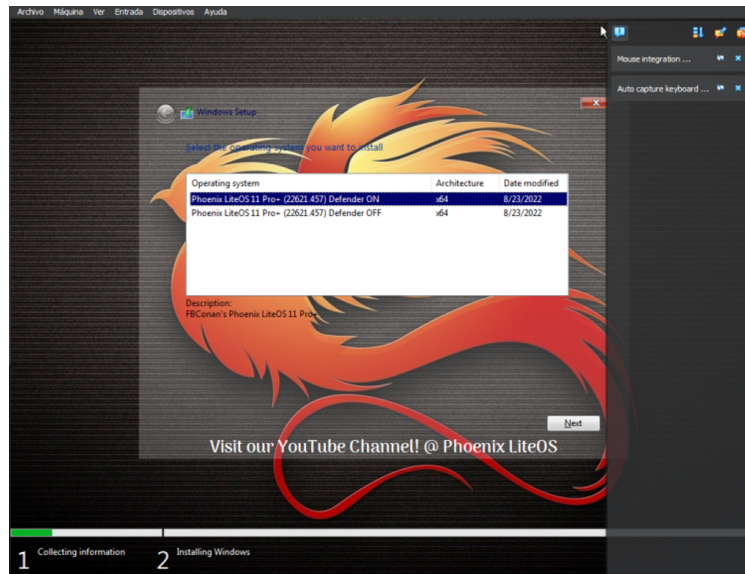 Archivo Máquina Ver Entrada Dispositivos Ayuda
Mouse integration ...
Auto capture keyboard ...
Windows Setup
Select the operating system you want to install
Operating system Architecture Date modified
Phoenix LiteOS 11 Pro+ (22621.457) Defender ON x64 8/23/2022
Phoenix LiteOS 11 Pro+ (22621.457) Defender OFF x64 8/23/2022
Description:
FBConan's Phoenix LiteOS 11 Pro+
Next
Visit our YouTube Channel! @ Phoenix LiteOS
1 Collecting information 2 Installing Windows